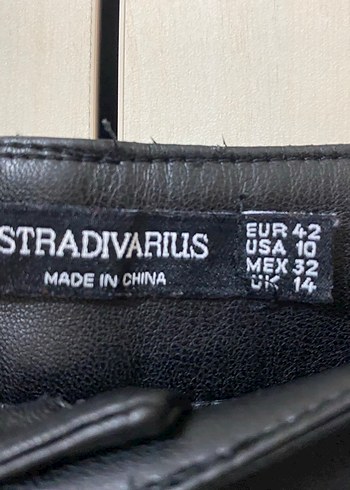 STRADIVARIUS
MADE IN CHINA
EUR 42
USA 10
MEX 32
UK 14